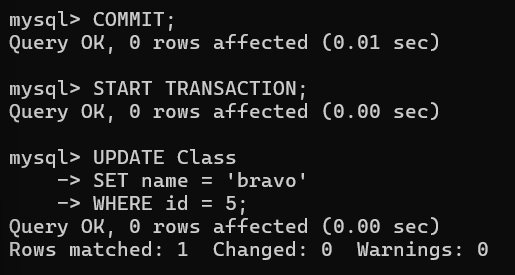 mysql> COMMIT;
Query OK, 0 rows affected (0.01 sec)

mysql> START TRANSACTION;
Query OK, 0 rows affected (0.00 sec)

mysql> UPDATE Class
    -> SET name = 'bravo'
    -> WHERE id = 5;
Query OK, 0 rows affected (0.00 sec)
Rows matched: 1  Changed: 0  Warnings: 0